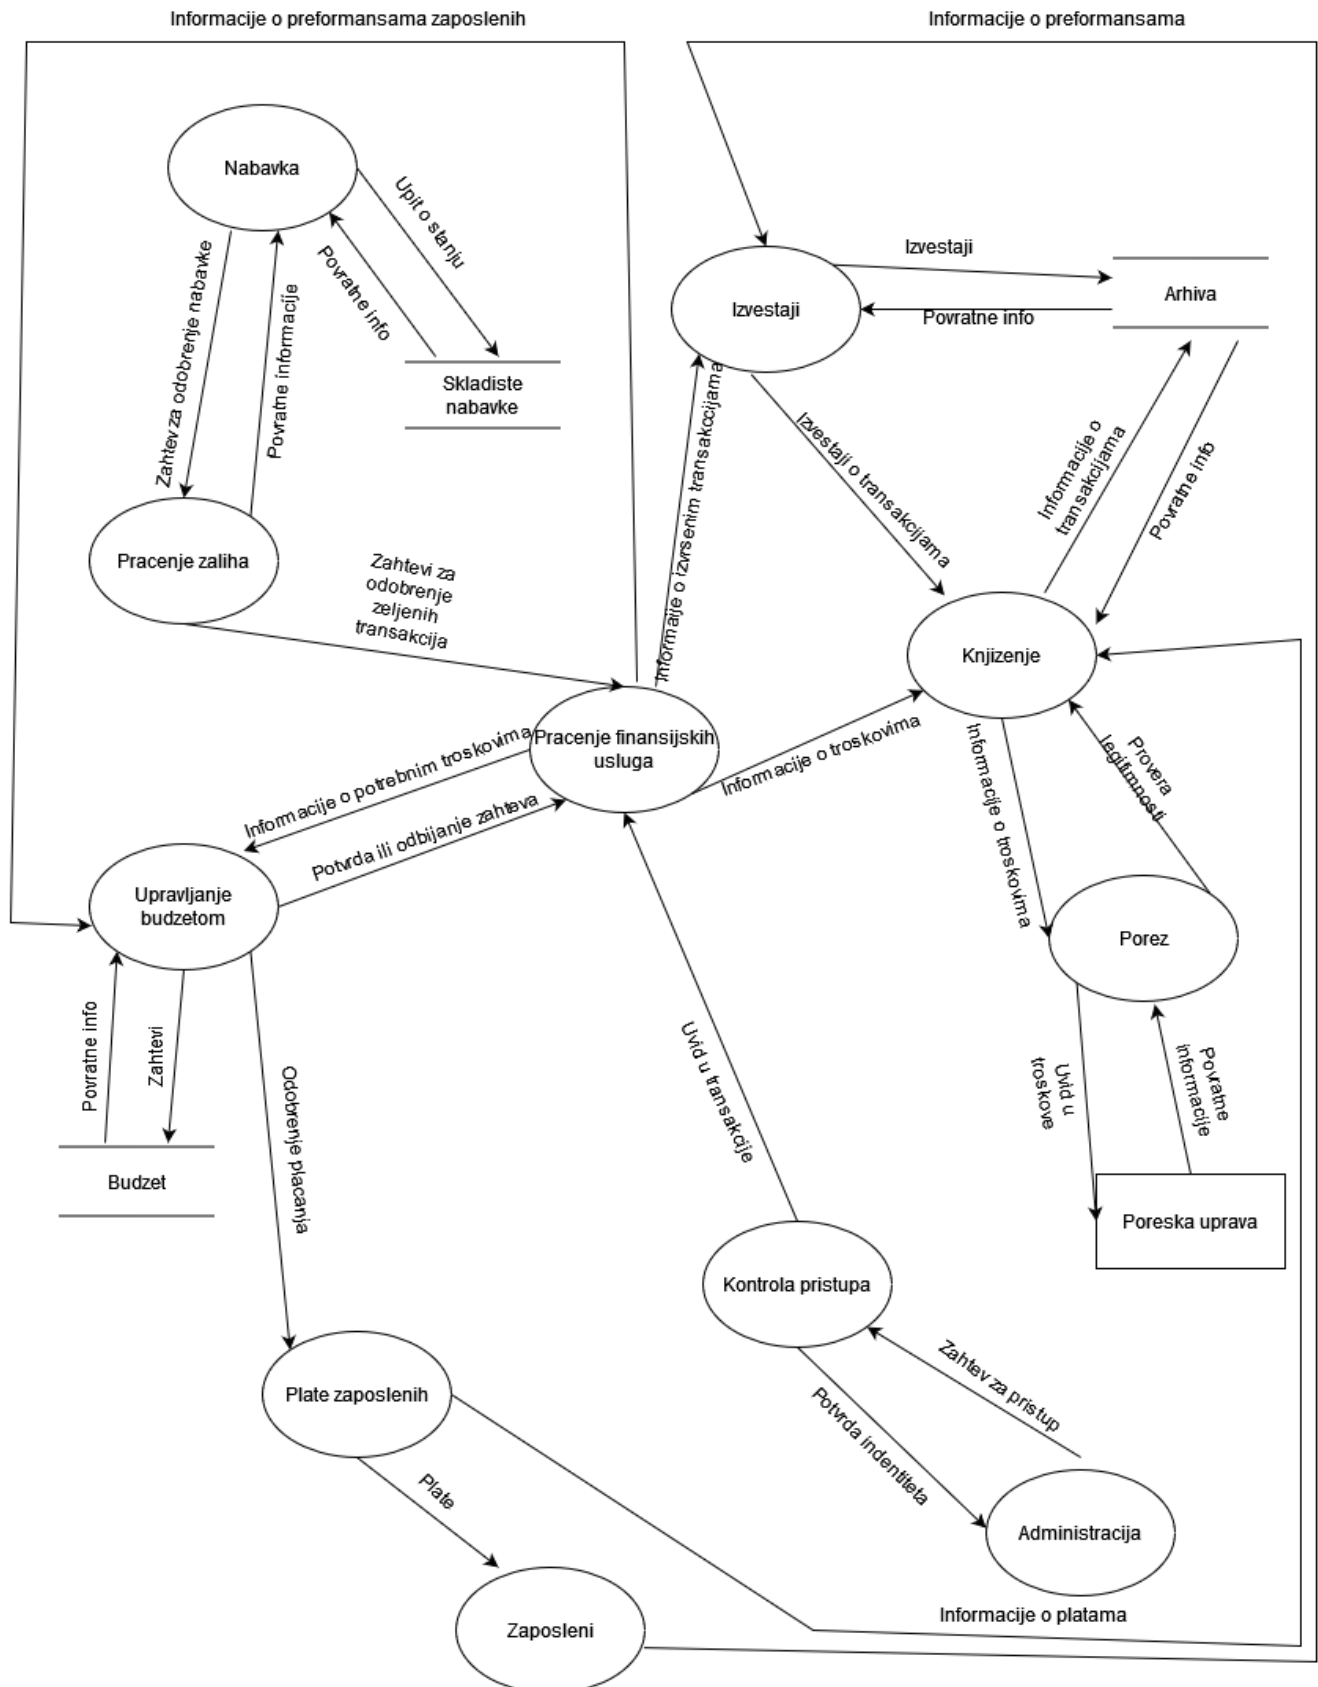 Informacije o preformansama zaposlenih
Informacije o preformansama
Nabavka
Upit o stanju
Povratne info
Zahtev za odobrenje nabavke
Povratne informacije
Skladiste
nabavke
Izvestaji
Izvestaji
Povratne info
Arhiva
Pracenje zaliha
Zahtevi za
odobrenje
zeljenih
transakcija
Informaije o izvrsenim transakcijama
Izvestaji o transakcijama
Informacije o
transakcijama
Povratne info
Knjizenje
Pracenje finansijskih
usluga
Informacije o potrebnim troskovima
Potvrda ili odbijanje zahteva
Informacije o troskovima
Informacije o troskovima
Provera
legitimnosti
Upravljanje
budzetom
Porez
Povratne info
Zahtevi
Odobrenje placanja
Uvid u transakcije
Uvid u
troskove
Povratne
informacije
Budzet
Poreska uprava
Kontrola pristupa
Zahtev za pristup
Potvrda indentiteta
Plate zaposlenih
Plate
Administracija
Informacije o platama
Zaposleni